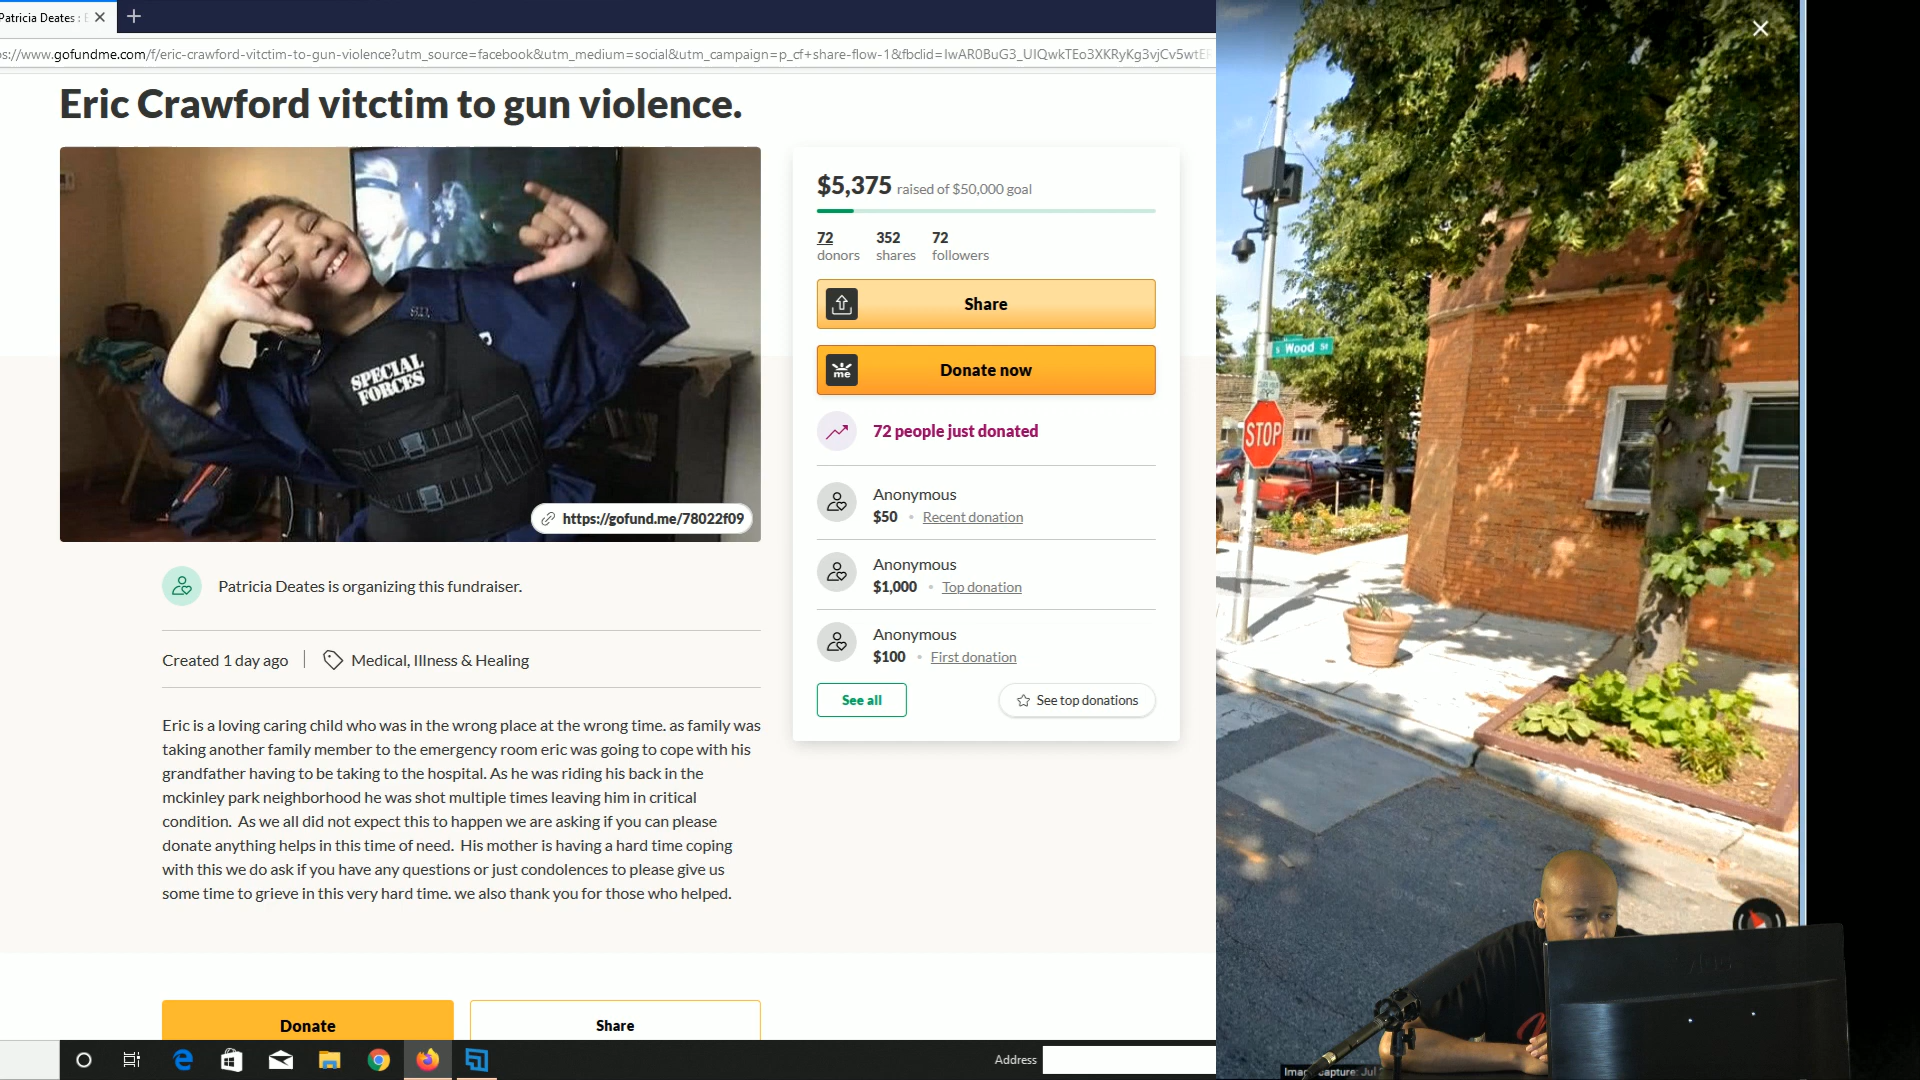 Patricia Deates :
https://www.gofundme.com/f/eric-crawford-vitctim-to-gun-violence?utm_source=facebook&utm_medium=social&utm_campaign=p_cf+share-flow-1&fbclid=IwAR0BuG3_UIQwkTEo3XKRyKg3vjCv5wtE
Eric Crawford vitctim to gun violence.
S.D.
SPECIAL
FORCES
https://gofund.me/78022f09
Patricia Deates is organizing this fundraiser.
Created 1 day ago
Medical, Illness & Healing
Eric is a loving caring child who was in the wrong place at the wrong time. as family was
taking another family member to the emergency room eric was going to cope with his
grandfather having to be taking to the hospital. As he was riding his back in the
mckinley park neighborhood he was shot multiple times leaving him in critical
condition.  As we all did not expect this to happen we are asking if you can please
donate anything helps in this time of need.  His mother is having a hard time coping
with this we do ask if you have any questions or just condolences to please give us
some time to grieve in this very hard time. we also thank you for those who helped.
Donate
Share
$5,375 raised of $50,000 goal
72
donors
352
shares
72
followers
Share
me
Donate now
72 people just donated
Anonymous
$50 • Recent donation
Anonymous
$1,000 • Top donation
Anonymous
$100 • First donation
See all
See top donations
S Wood St
STOP
Address
Image capture: Jul